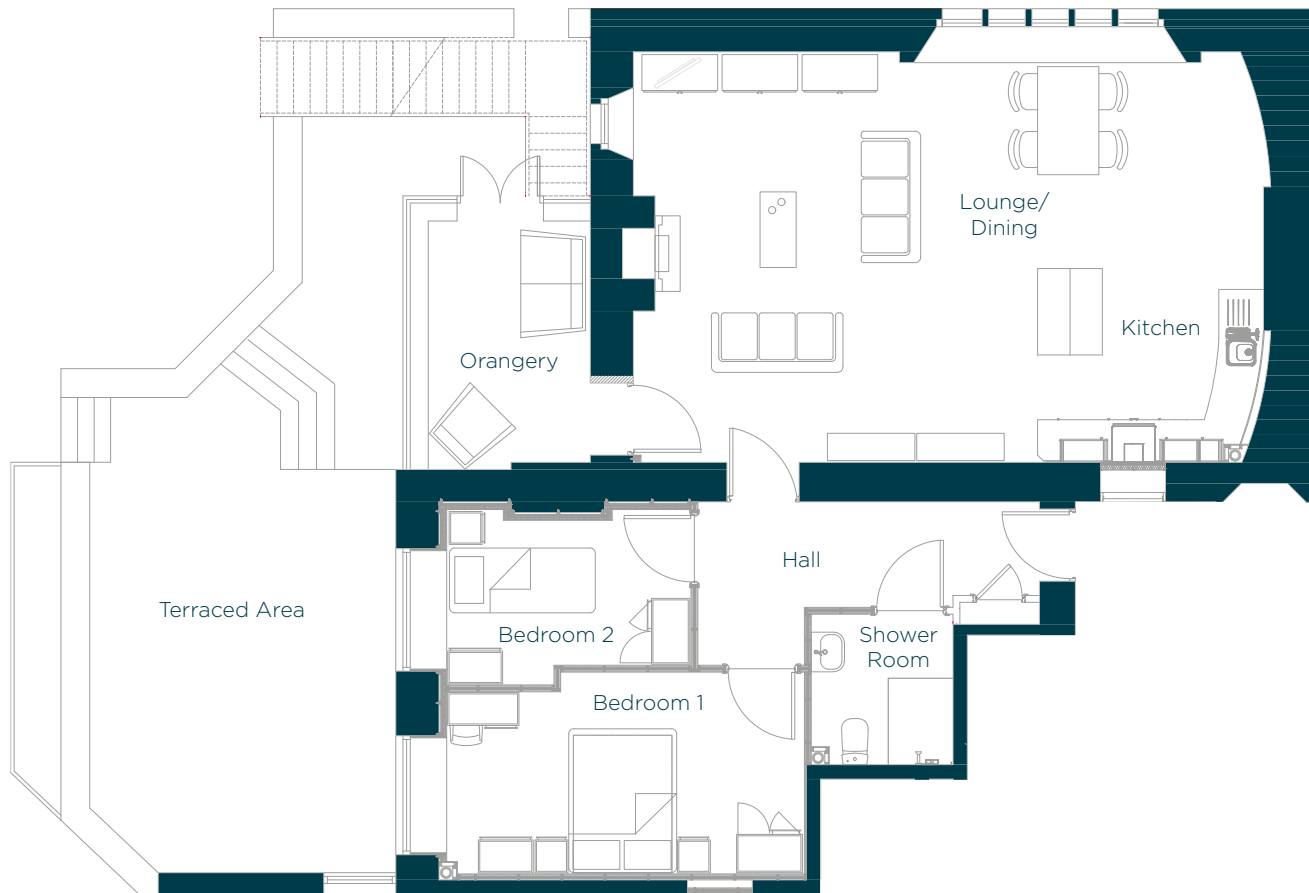 Lounge/
Dining
Kitchen
Orangery
Hall
Terraced Area
Bedroom 2
Shower
Room
Bedroom 1